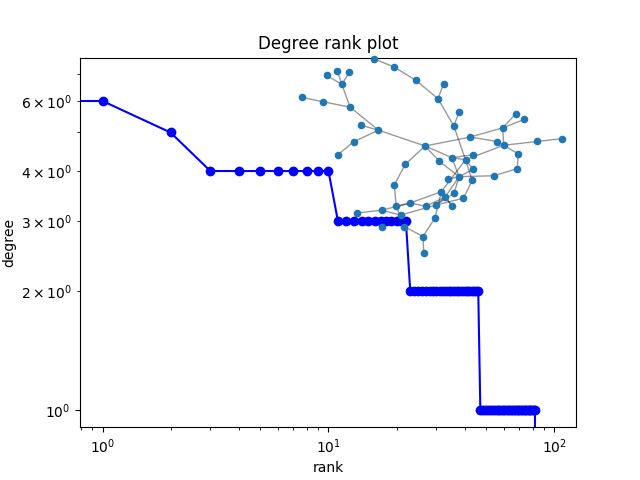 Degree rank plot
degree
6 × 10⁰
4 × 10⁰
3 × 10⁰
2 × 10⁰
10⁰
10⁰ 10¹ 10²
rank